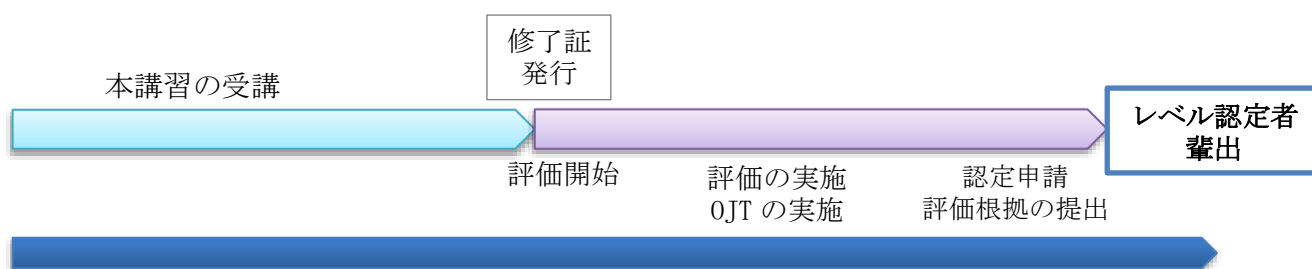 修了証
発行
本講習の受講
レベル認定者
輩出
評価開始
評価の実施
OJT の実施
認定申請
評価根拠の提出